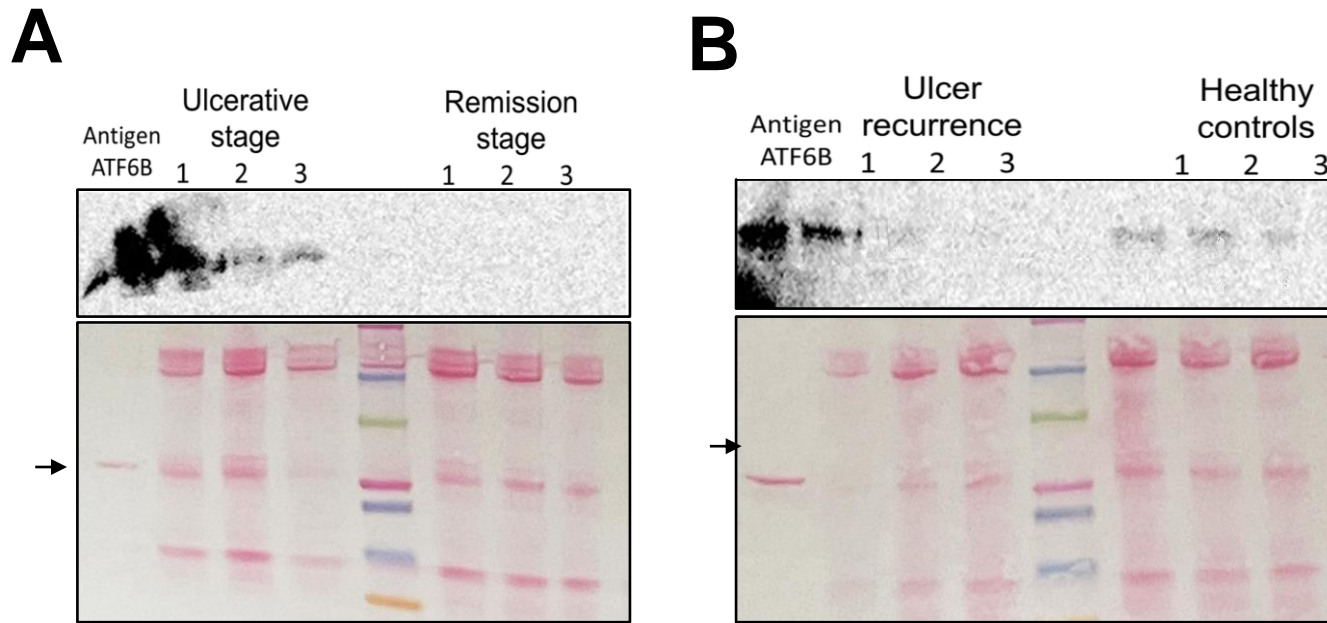 A
Ulcerative
stage
Antigen
ATF6B
1 2 3
Remission
stage
1 2 3
B
Ulcer
recurrence
Antigen
ATF6B
1 2 3
Healthy
controls
1 2 3